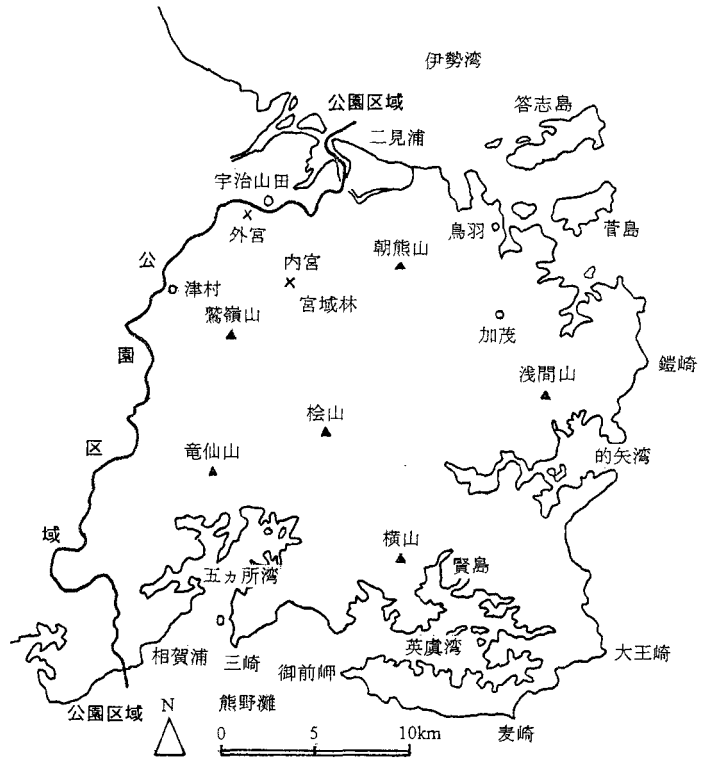 伊勢湾
答志島
公園区域
二見浦
宇治山田
外宮
鳥羽
菅島
朝熊山
内宮
宮域林
津村
鷲嶺山
加茂
鎧崎
浅間山
桧山
竜仙山
的矢湾
公園区域
横山
賢島
五ヵ所湾
英虞湾
大王崎
相賀浦
三崎
御前岬
公園区域
熊野灘
麦崎
N
0 5 10km